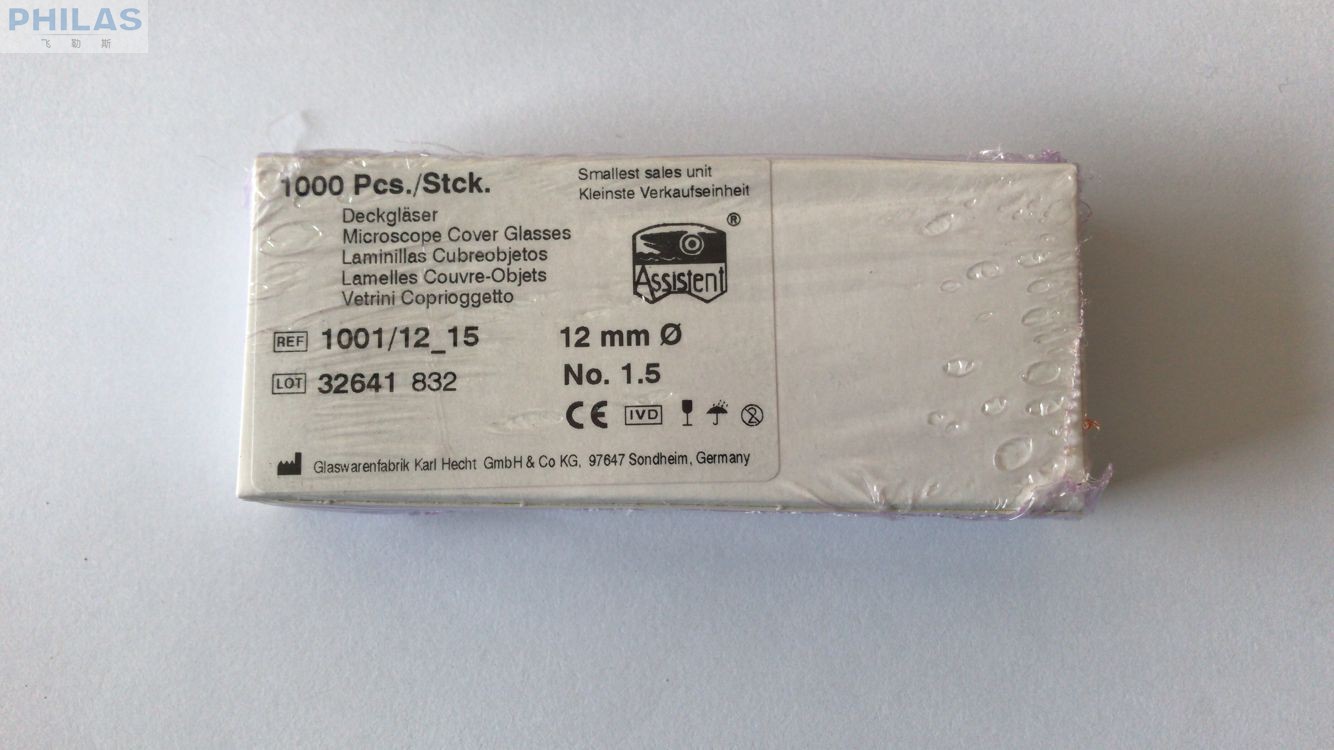 PHILAS
飞勒斯
1000 Pcs./Stck.
Smallest sales unit
Kleinste Verkaufseinheit
Deckgläser
Microscope Cover Glasses
Laminillas Cubreobjetos
Lamelles Couvre-Objets
Vetrini Coprioggetto
®
Assistent
REF 1001/12_15
12 mm Ø
LOT 32641 832
No. 1.5
CE IVD 2
Glaswarenfabrik Karl Hecht GmbH & Co KG, 97647 Sondheim, Germany